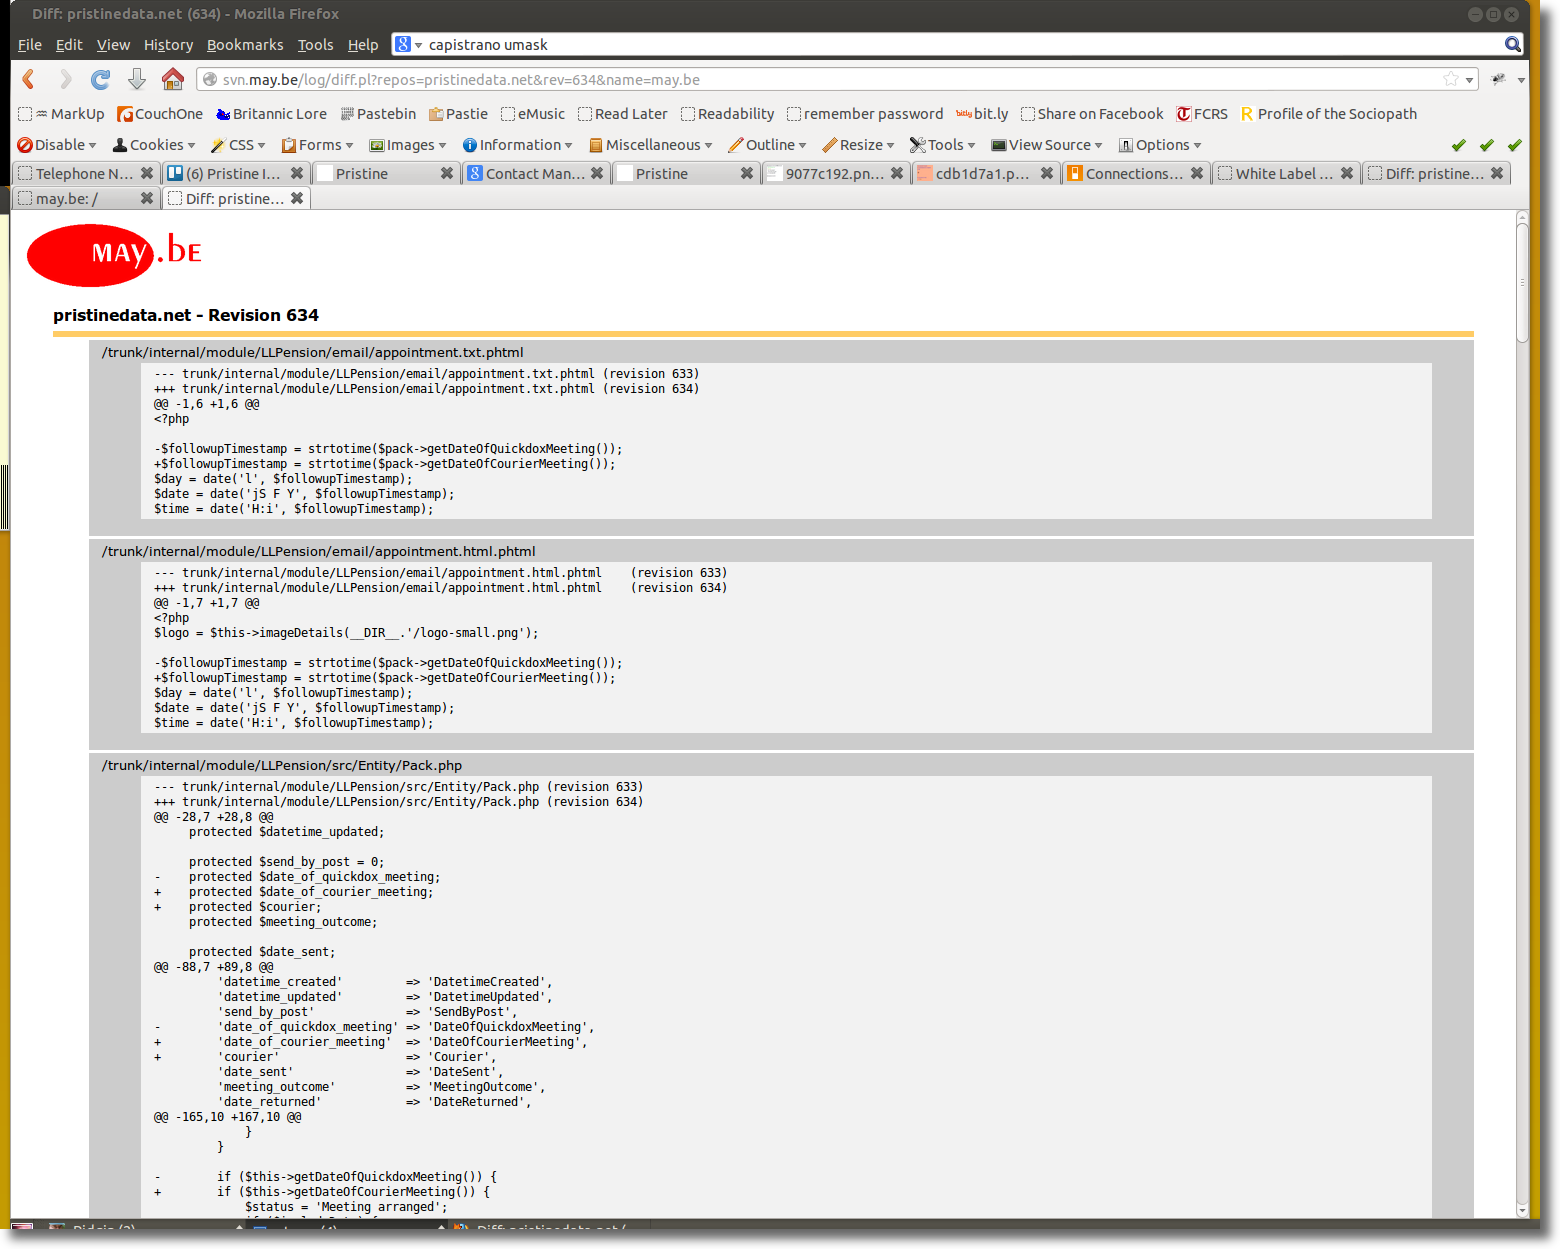 Diff: pristinedata.net (634) - Mozilla Firefox
File Edit View History Bookmarks Tools Help capistrano umask
svn.may.be/log/diff.pl?repos=pristinedata.net&rev=634&name=may.be
MarkUp CouchOne Britannic Lore Pastebin Pastie eMusic Read Later Readability remember password bitly bit.ly Share on Facebook FCRS Profile of the Sociopath
Disable Cookies CSS Forms Images Information Miscellaneous Outline Resize Tools View Source Options
Telephone N... (6) Pristine I... Pristine Contact Man... Pristine 9077c192.pn... cdb1d7a1.p... Connections... White Label ... Diff: pristine...
may.be: / Diff: pristine...
MAY.BE
pristinedata.net - Revision 634
/trunk/internal/module/LLPension/email/appointment.txt.phtml
--- trunk/internal/module/LLPension/email/appointment.txt.phtml (revision 633)
+++ trunk/internal/module/LLPension/email/appointment.txt.phtml (revision 634)
@@ -1,6 +1,6 @@
<?php
-$followupTimestamp = strtotime($pack->getDateOfQuickdoxMeeting());
+$followupTimestamp = strtotime($pack->getDateOfCourierMeeting());
$day = date('l', $followupTimestamp);
$date = date('jS F Y', $followupTimestamp);
$time = date('H:i', $followupTimestamp);
/trunk/internal/module/LLPension/email/appointment.html.phtml
--- trunk/internal/module/LLPension/email/appointment.html.phtml (revision 633)
+++ trunk/internal/module/LLPension/email/appointment.html.phtml (revision 634)
@@ -1,7 +1,7 @@
<?php
$logo = $this->imageDetails(__DIR__.'/logo-small.png');
-$followupTimestamp = strtotime($pack->getDateOfQuickdoxMeeting());
+$followupTimestamp = strtotime($pack->getDateOfCourierMeeting());
$day = date('l', $followupTimestamp);
$date = date('jS F Y', $followupTimestamp);
$time = date('H:i', $followupTimestamp);
/trunk/internal/module/LLPension/src/Entity/Pack.php
--- trunk/internal/module/LLPension/src/Entity/Pack.php (revision 633)
+++ trunk/internal/module/LLPension/src/Entity/Pack.php (revision 634)
@@ -28,7 +28,8 @@
protected $datetime_updated;
protected $send_by_post = 0;
- protected $date_of_quickdox_meeting;
+ protected $date_of_courier_meeting;
+ protected $courier;
protected $meeting_outcome;
protected $date_sent;
@@ -88,7 +89,8 @@
'datetime_created' => 'DatetimeCreated',
'datetime_updated' => 'DatetimeUpdated',
'send_by_post' => 'SendByPost',
- 'date_of_quickdox_meeting' => 'DateOfQuickdoxMeeting',
+ 'date_of_courier_meeting' => 'DateOfCourierMeeting',
+ 'courier' => 'Courier',
'date_sent' => 'DateSent',
'meeting_outcome' => 'MeetingOutcome',
'date_returned' => 'DateReturned',
@@ -165,10 +167,10 @@
}
}
- if ($this->getDateOfQuickdoxMeeting()) {
+ if ($this->getDateOfCourierMeeting()) {
$status = 'Meeting arranged';